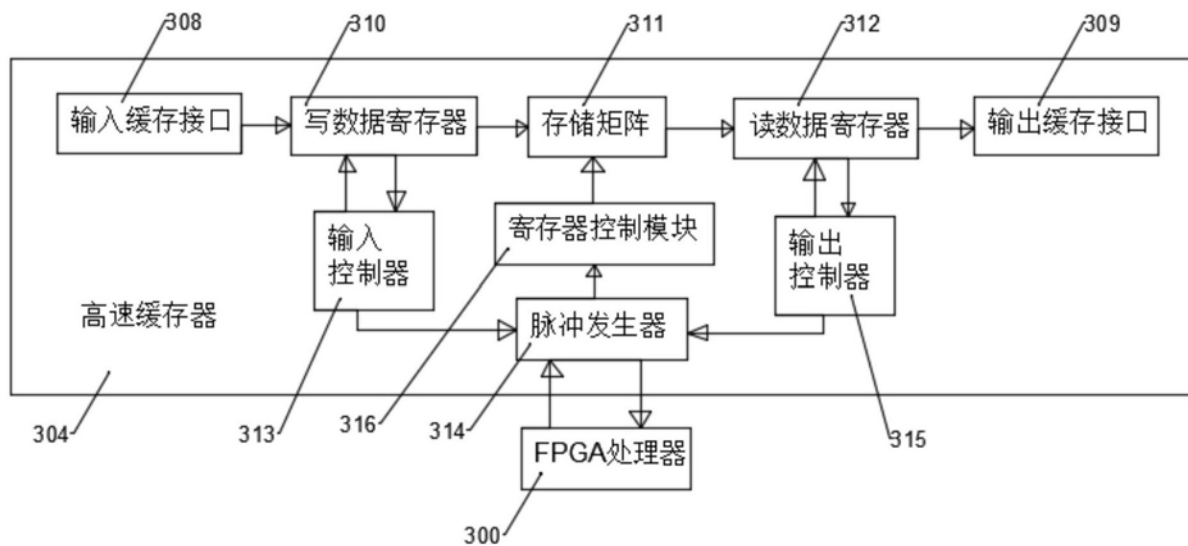 308
310
311
312
309
输入缓存接口
写数据寄存器
存储矩阵
读数据寄存器
输出缓存接口
输入
控制器
寄存器控制模块
输出
控制器
高速缓存器
脉冲发生器
304
313
316
314
FPGA处理器
315
300